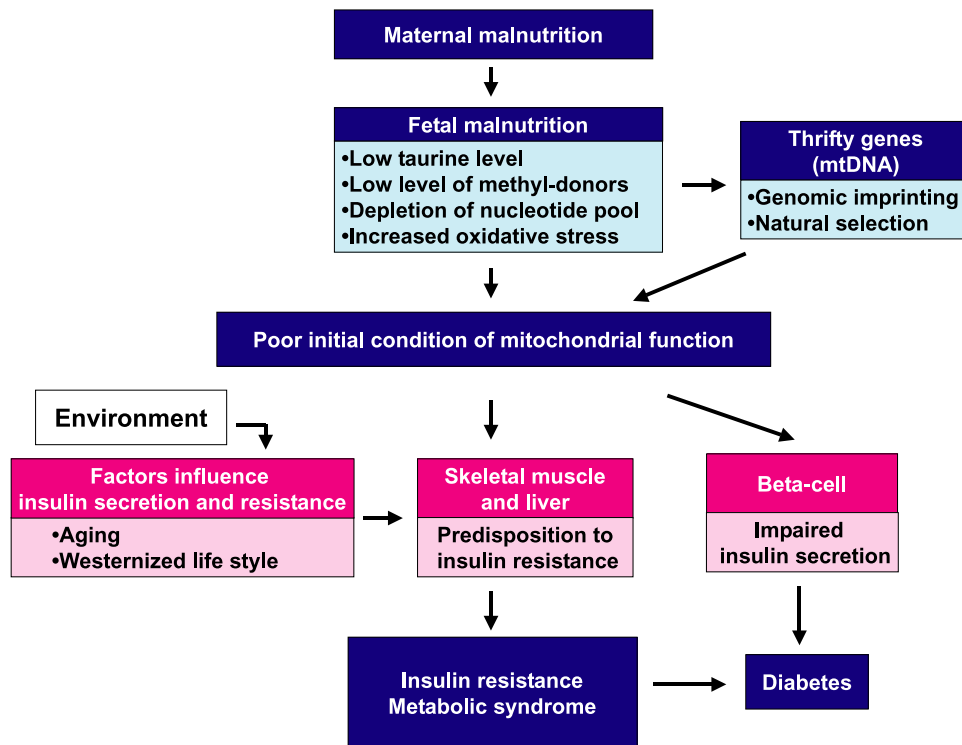 Maternal malnutrition
Fetal malnutrition
•Low taurine level
•Low level of methyl-donors
•Depletion of nucleotide pool
•Increased oxidative stress
Thrifty genes
(mtDNA)
•Genomic imprinting
•Natural selection
Poor initial condition of mitochondrial function
Environment
Factors influence
insulin secretion and resistance
•Aging
•Westernized life style
Skeletal muscle
and liver
Predisposition to
insulin resistance
Beta-cell
Impaired
insulin secretion
Insulin resistance
Metabolic syndrome
Diabetes